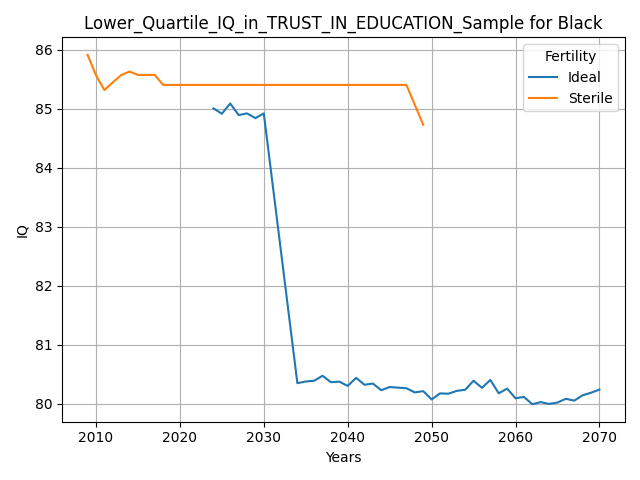 Lower_Quartile_IQ_in_TRUST_IN_EDUCATION_Sample for Black
Fertility
Ideal
Sterile
IQ
86
85
84
83
82
81
80
2010 2020 2030 2040 2050 2060 2070
Years